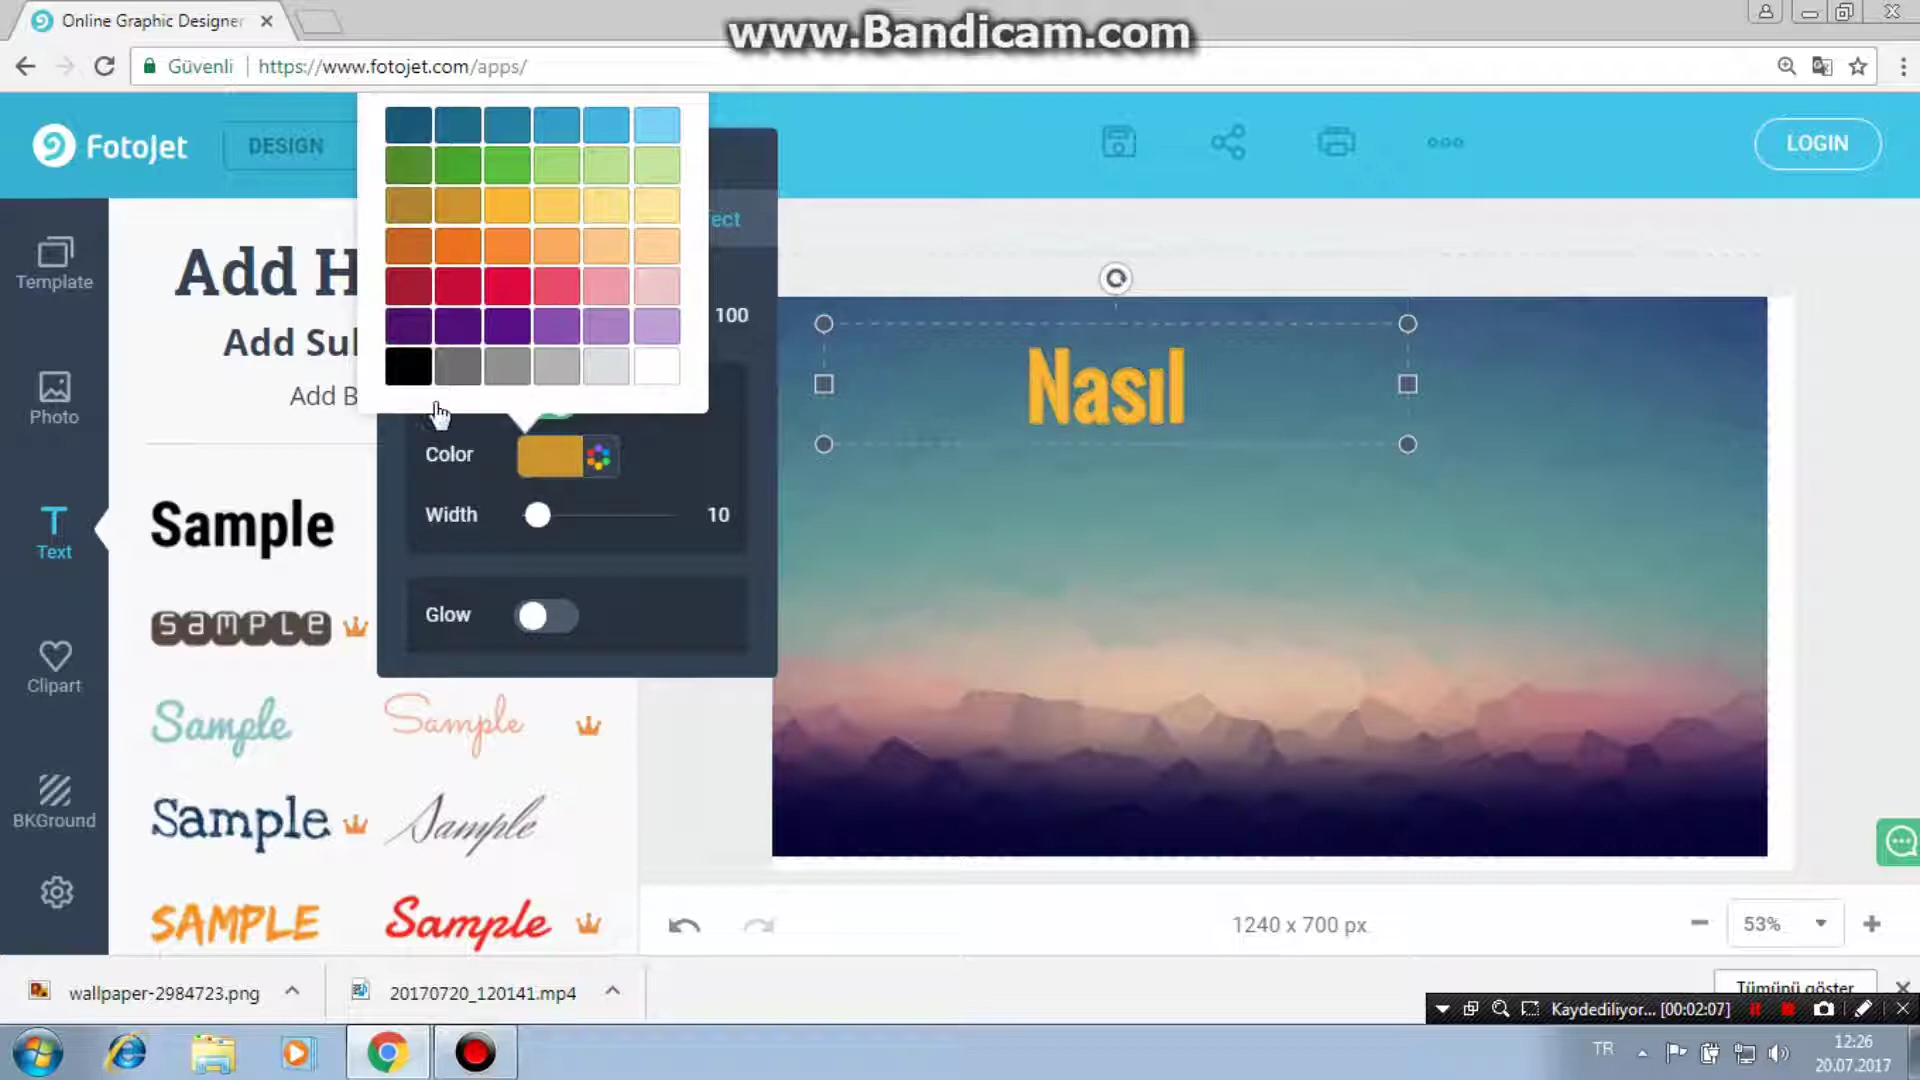 Online Graphic Designer
www.Bandicam.com
Güvenli
https://www.fotojet.com/apps/
FotoJet
DESIGN
LOGIN
Template
Photo
Text
Clipart
BKGround
Add H
Add Sul
Add B
ect
100
Color
Width
10
Glow
Nasıl
Sample
SAMPLE
Sample
Sample
Sample
Sample
SAMPLE
Sample
1240 x 700 px
53%
wallpaper-2984723.png
20170720_120141.mp4
Tümünü göster
Kaydediliyor... [00:02:07]
TR
12:26
20.07.2017